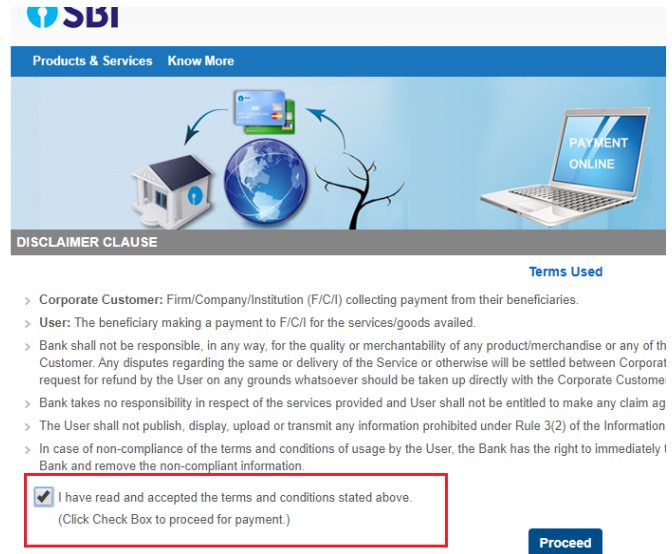 SBI
Products & Services Know More
PAYMENT
ONLINE
DISCLAIMER CLAUSE
Terms Used
Corporate Customer: Firm/Company/Institution (F/C/I) collecting payment from their beneficiaries.
User: The beneficiary making a payment to F/C/I for the services/goods availed.
Bank shall not be responsible, in any way, for the quality or merchantability of any product/merchandise or any of th
Customer. Any disputes regarding the same or delivery of the Service or otherwise will be settled between Corporat
request for refund by the User on any grounds whatsoever should be taken up directly with the Corporate Custome
Bank takes no responsibility in respect of the services provided and User shall not be entitled to make any claim ag
The User shall not publish, display, upload or transmit any information prohibited under Rule 3(2) of the Information
In case of non-compliance of the terms and conditions of usage by the User, the Bank has the right to immediately t
Bank and remove the non-compliant information.
I have read and accepted the terms and conditions stated above.
(Click Check Box to proceed for payment.)
Proceed